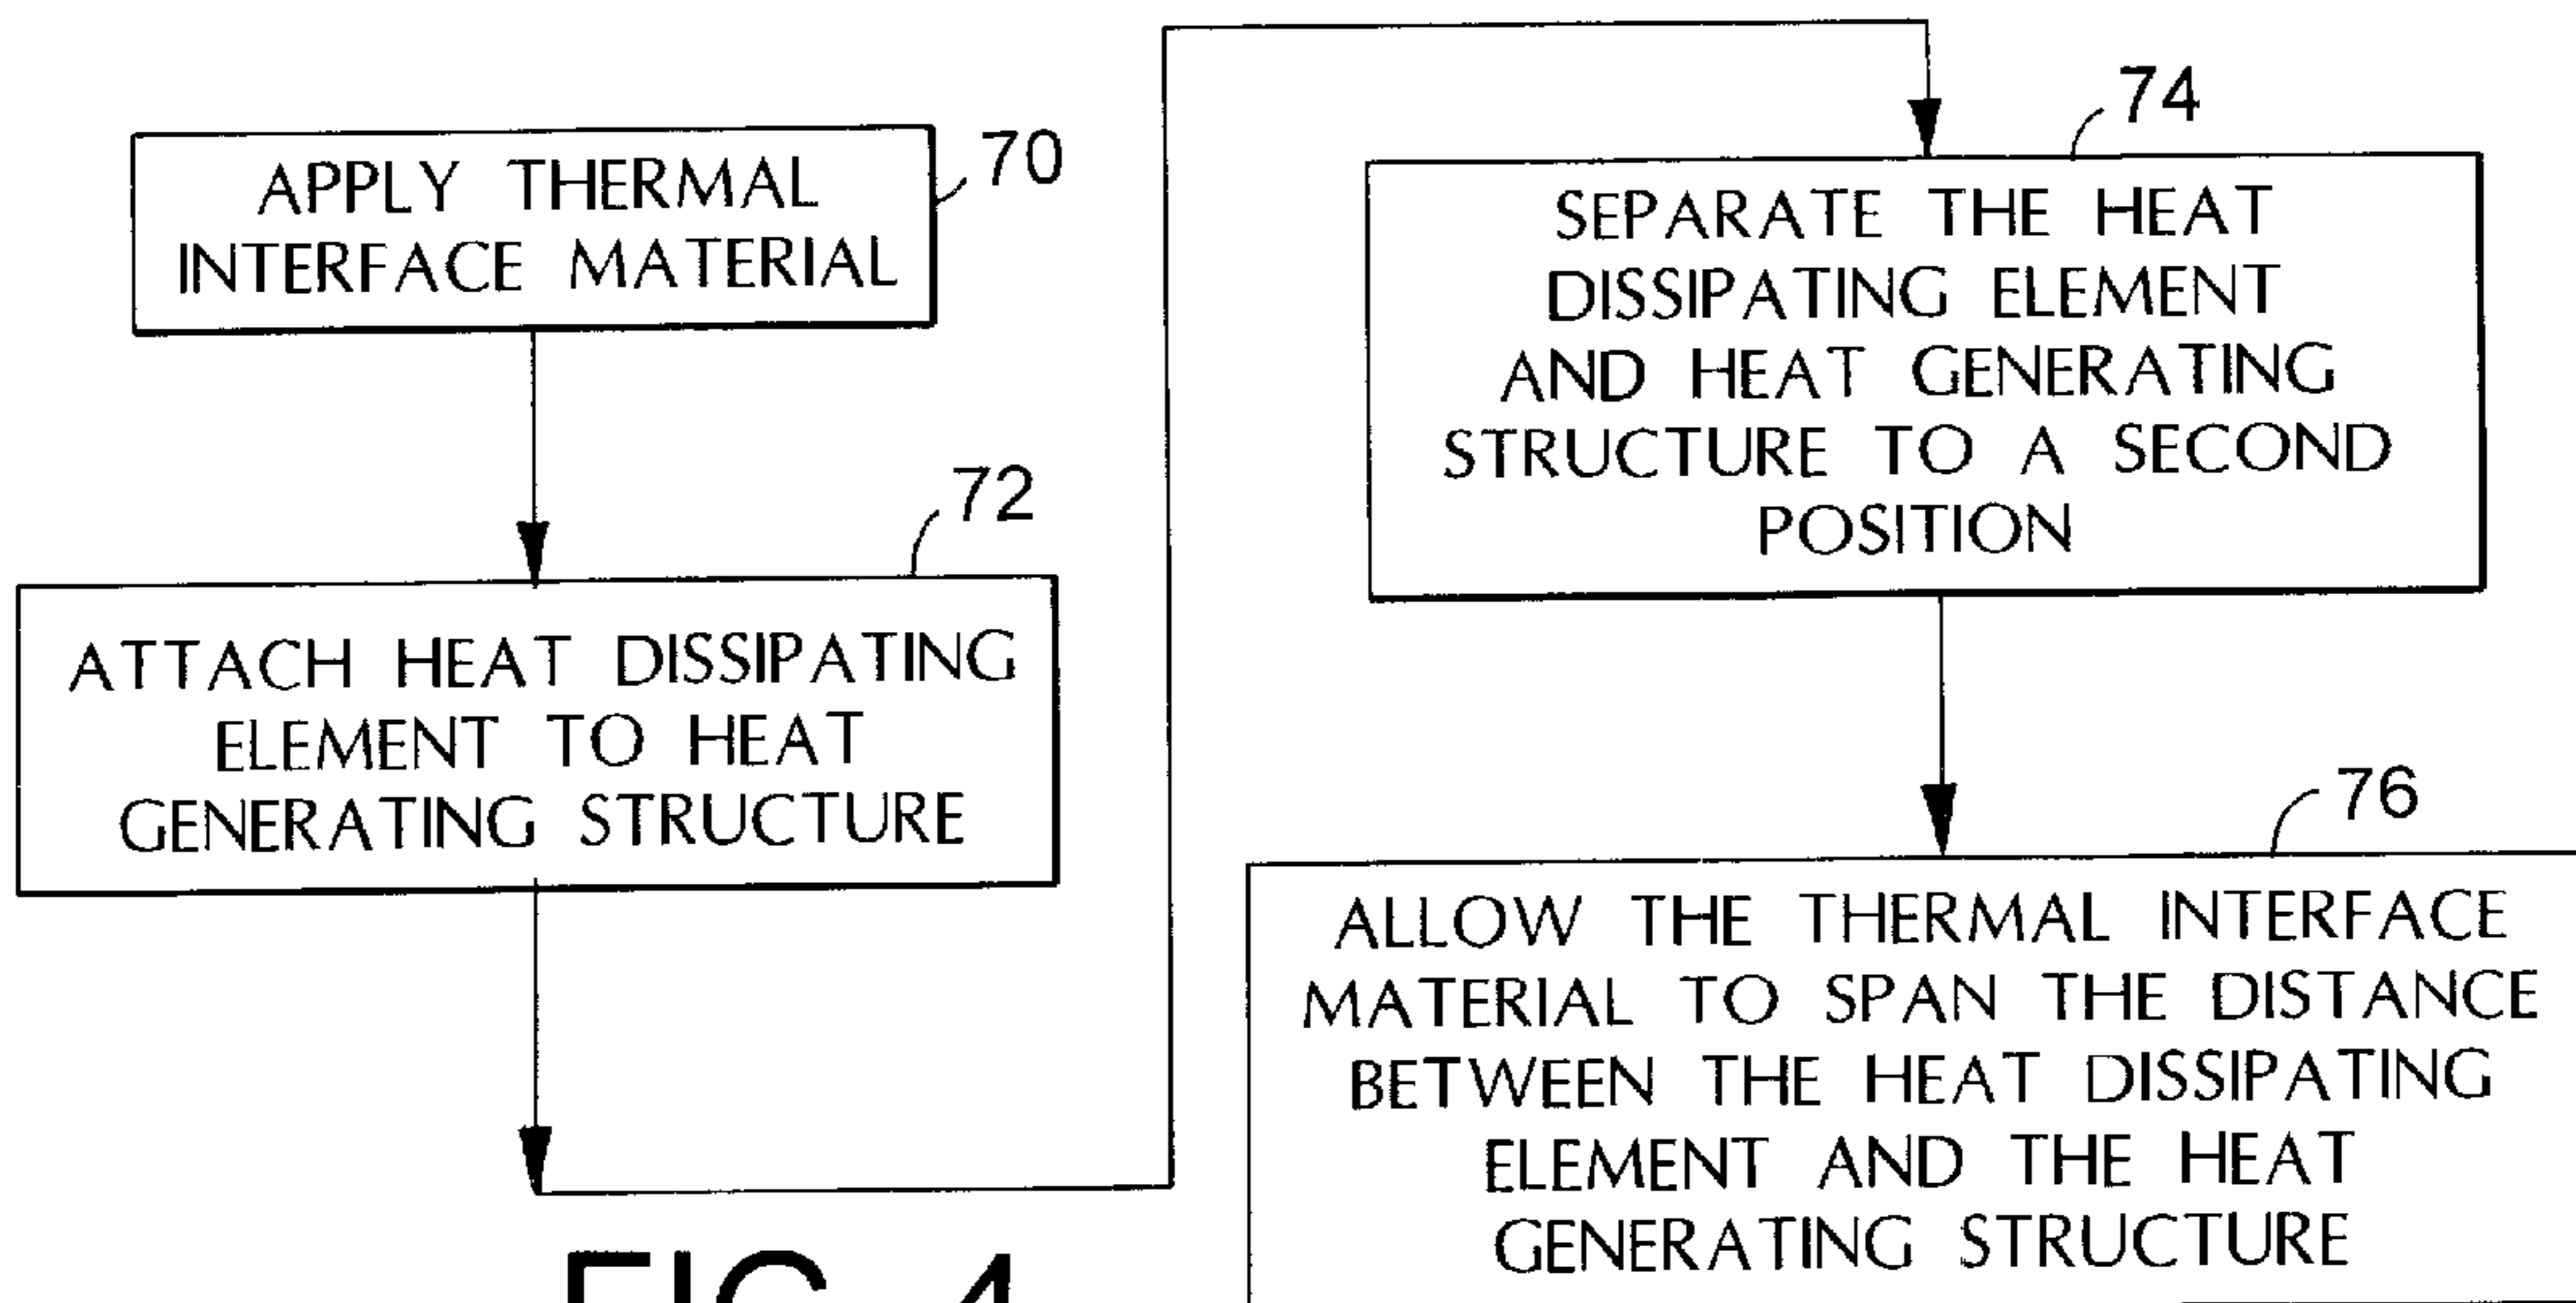 70
APPLY THERMAL
INTERFACE MATERIAL
72
ATTACH HEAT DISSIPATING
ELEMENT TO HEAT
GENERATING STRUCTURE
74
SEPARATE THE HEAT
DISSIPATING ELEMENT
AND HEAT GENERATING
STRUCTURE TO A SECOND
POSITION
76
ALLOW THE THERMAL INTERFACE
MATERIAL TO SPAN THE DISTANCE
BETWEEN THE HEAT DISSIPATING
ELEMENT AND THE HEAT
GENERATING STRUCTURE
FIG. 4